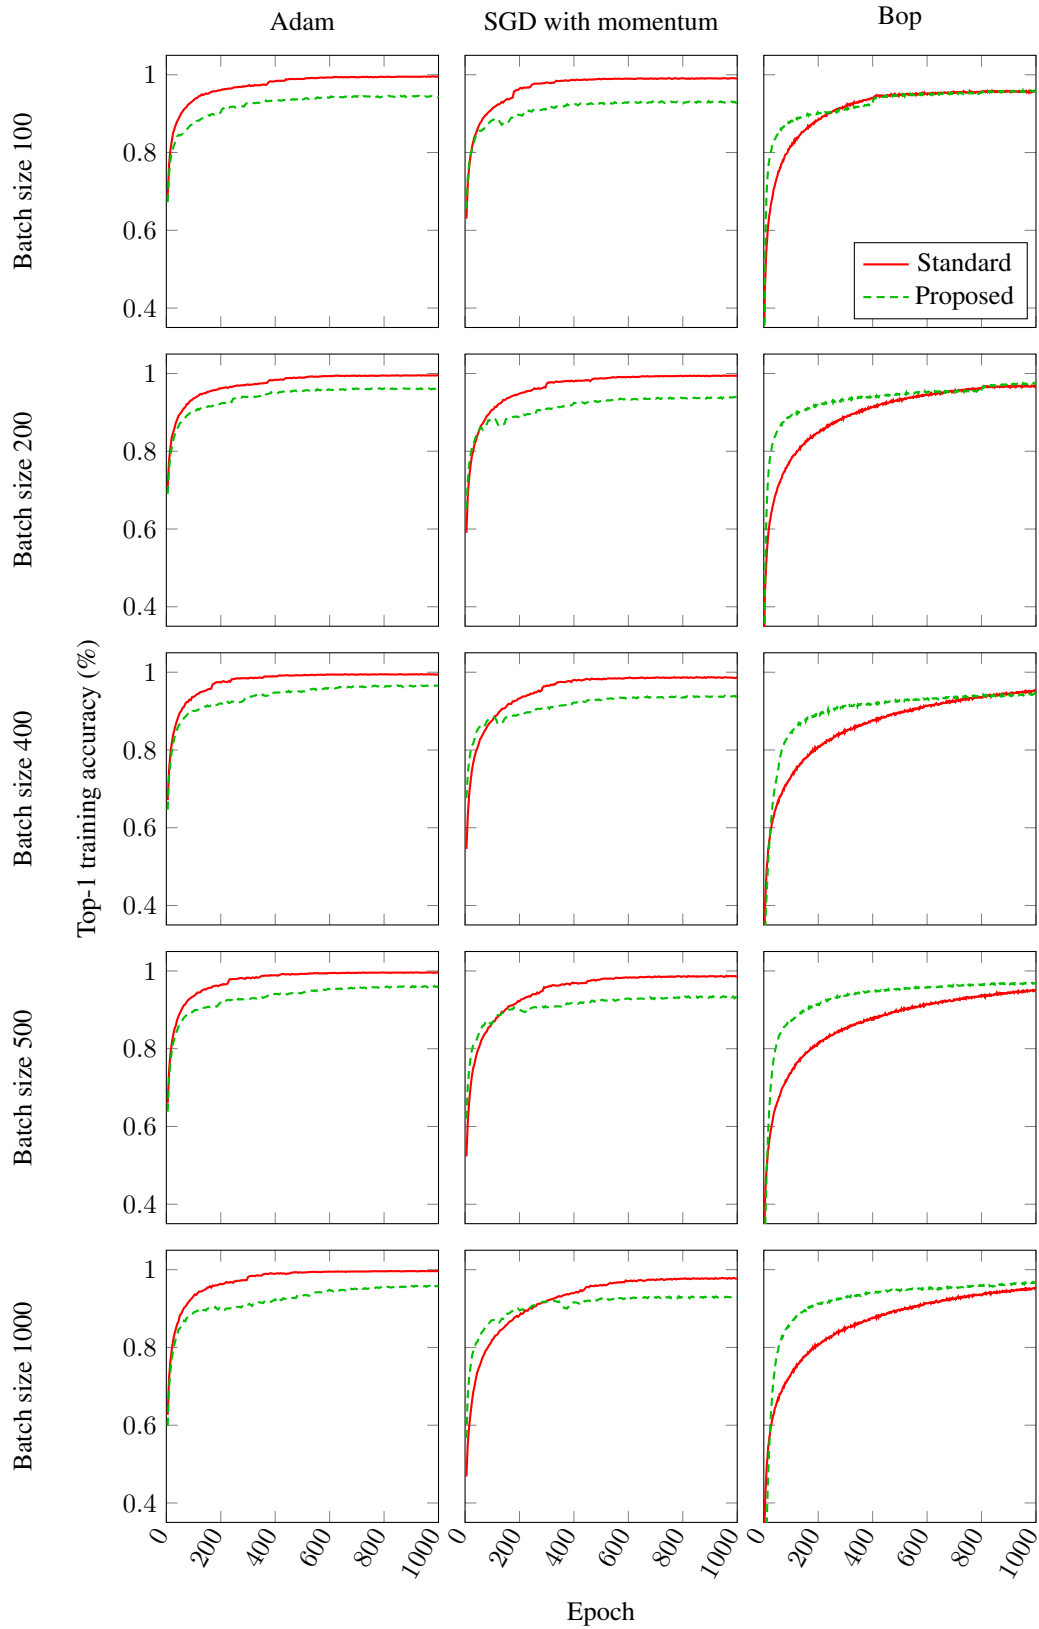 Adam
SGD with momentum
Bop
Batch size 100
1
0.8
0.6
0.4
Standard
Proposed
Batch size 200
1
0.8
0.6
0.4
Top-1 training accuracy (%)
Batch size 400
1
0.8
0.6
0.4
Batch size 500
1
0.8
0.6
0.4
Batch size 1000
1
0.8
0.6
0.4
0 200 400 600 800 1000
0 200 400 600 800 1000
0 200 400 600 800 1000
Epoch